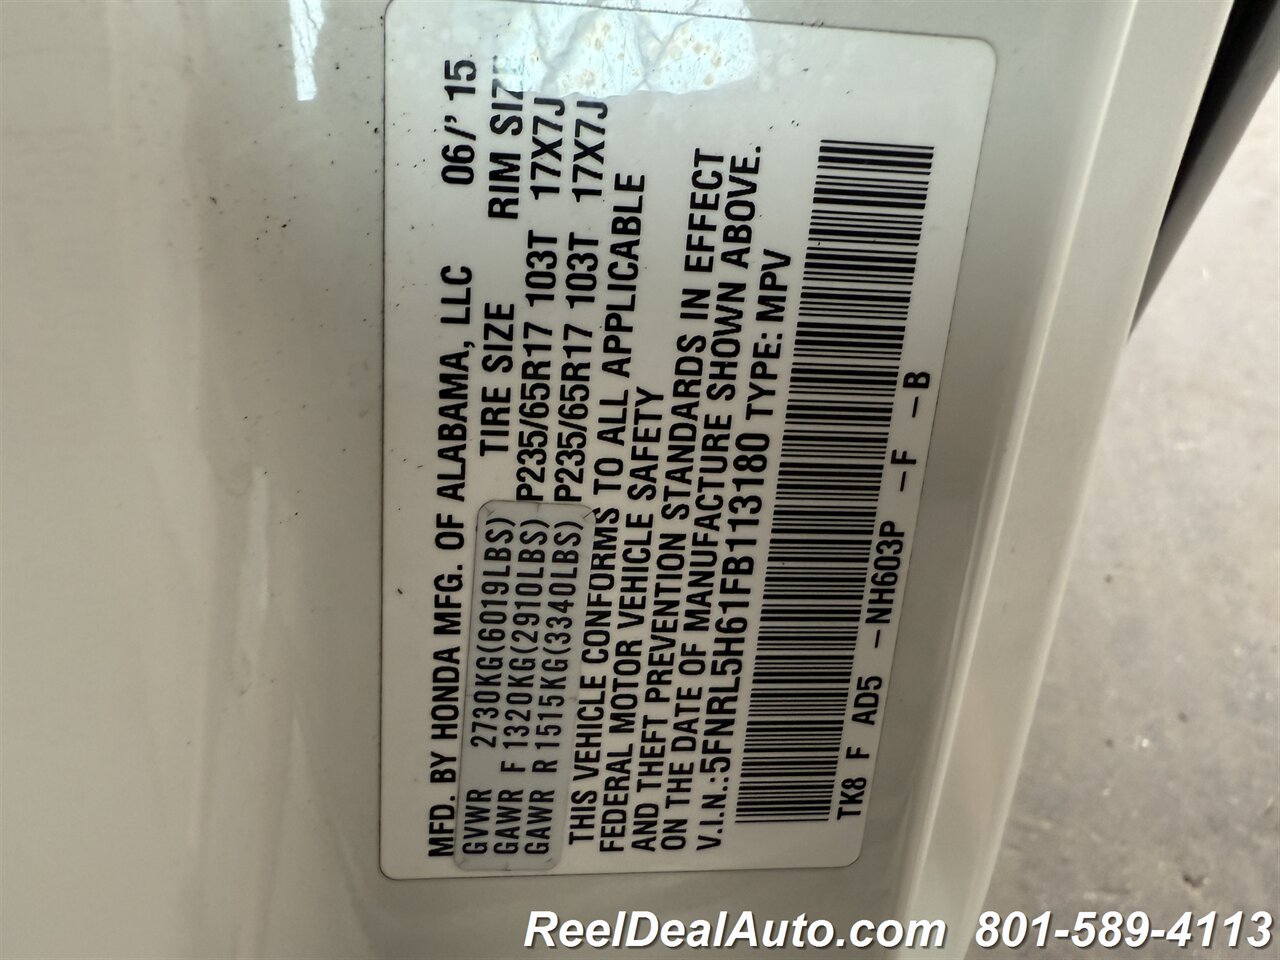 MFD. BY HONDA MFG. OF ALABAMA, LLC 06/'15
TIRE SIZE RIM SIZE
GVWR 2730KG(6019LBS)
GAWR F 1320KG(2910LBS) P235/65R17 103T 17X7J
GAWR R 1515KG(3340LBS) P235/65R17 103T 17X7J
THIS VEHICLE CONFORMS TO ALL APPLICABLE
FEDERAL MOTOR VEHICLE SAFETY
AND THEFT PREVENTION STANDARDS IN EFFECT
ON THE DATE OF MANUFACTURE SHOWN ABOVE.
V.I.N.:5FNRL5H61FB113180 TYPE: MPV
TK8 F AD5 -NH603P -F -B
ReelDealAuto.com 801-589-4113